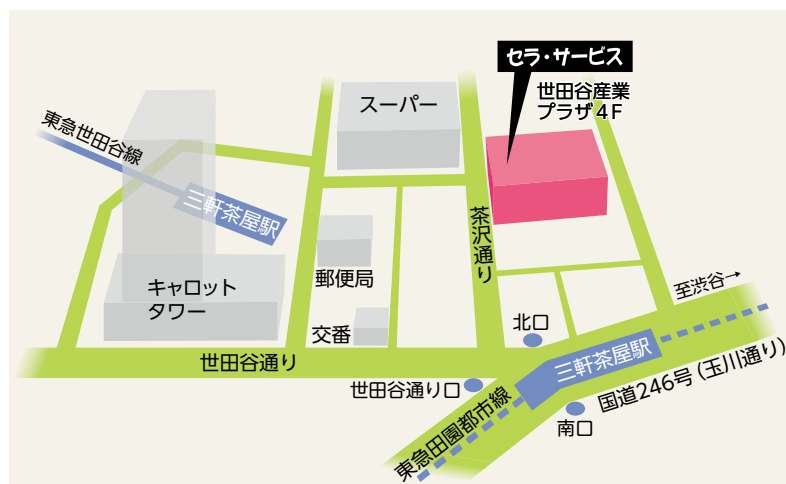 セラ・サービス
世田谷産業
プラザ4F
スーパー
東急世田谷線
三軒茶屋駅
茶沢通り
キャロット
タワー
郵便局
交番
至渋谷→
北口
世田谷通り
三軒茶屋駅
世田谷通り口
国道246号（玉川通り）
東急田園都市線
南口